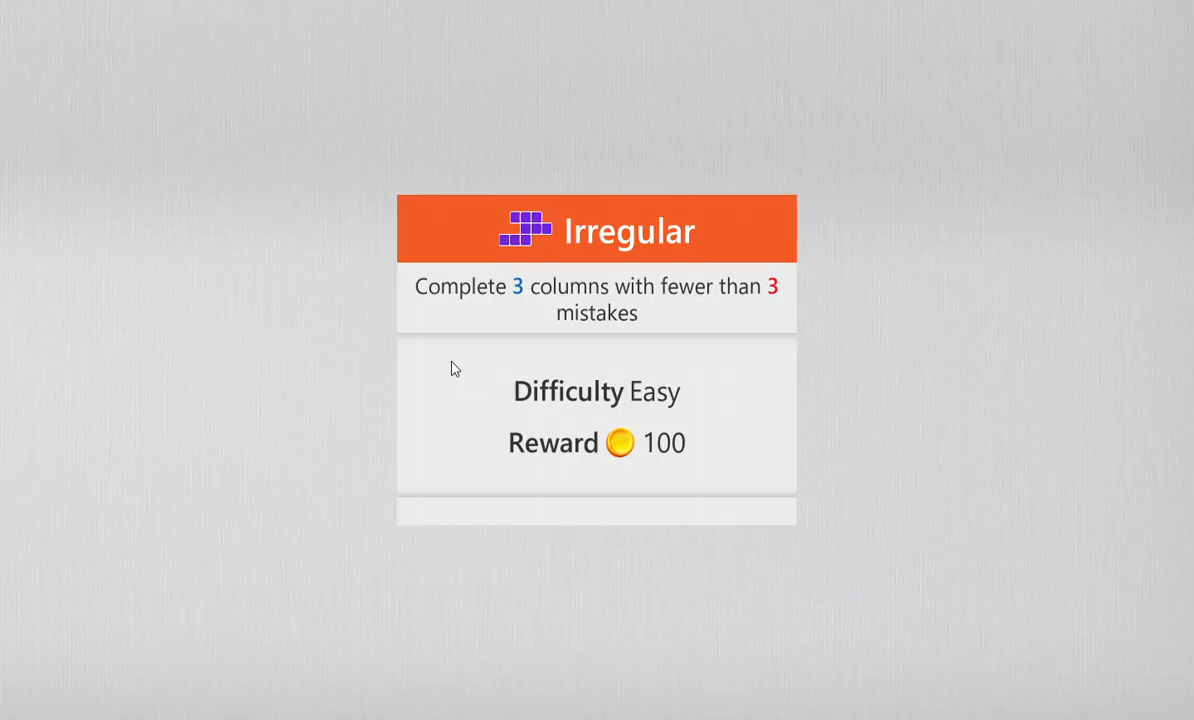 Irregular
Complete 3 columns with fewer than 3
mistakes
Difficulty Easy
Reward 100